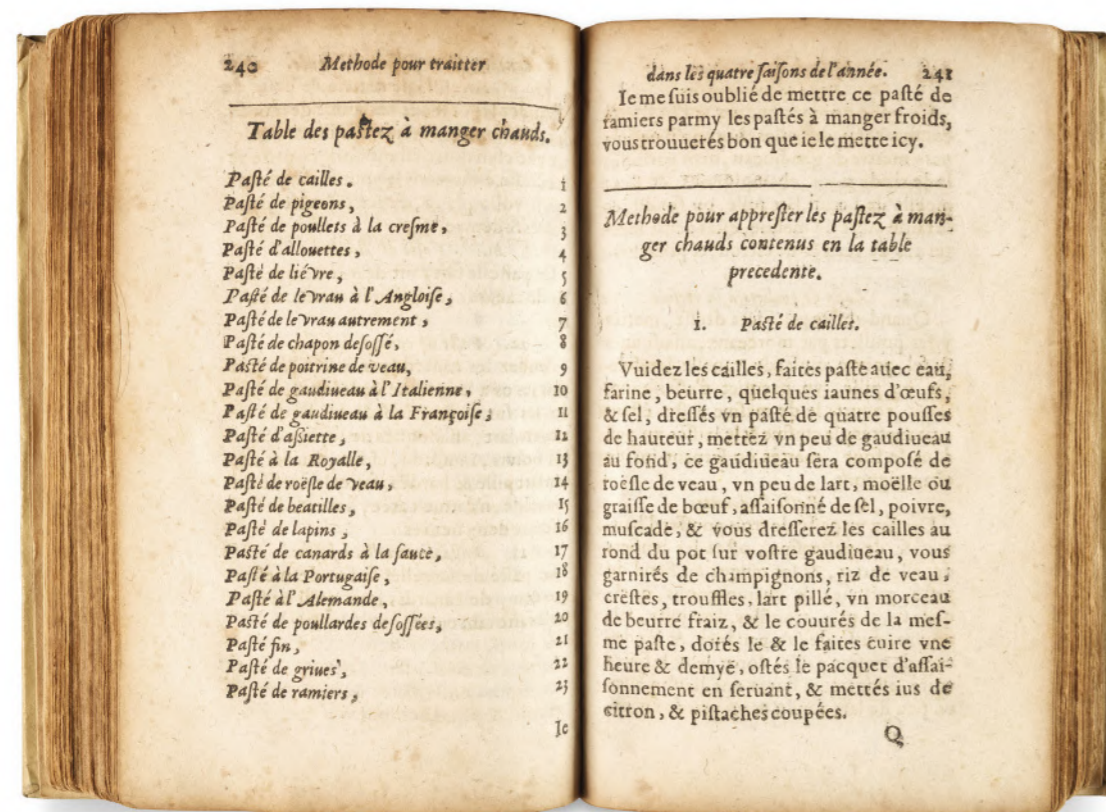 240 Methode pour traitter
Table des pastez à manger chauds.
Pasté de cailles. 1
Pasté de pigeons, 2
Pasté de poullets à la cresme, 3
Pasté d'allouettes, 4
Pasté de liévre, 5
Pasté de levrau à l'Angloise, 6
Pasté de levrau autrement, 7
Pasté de chapon desossé, 8
Pasté de poitrine de veau, 9
Pasté de gaudiueau à l'Italienne, 10
Pasté de gaudiueau à la Françoise, 11
Pasté d'assiette, 12
Pasté à la Royalle, 13
Pasté de roësle de veau, 14
Pasté de beatilles, 15
Pasté de lapins, 16
Pasté de canards à la sauce, 17
Pasté à la Portugaise, 18
Pasté à l'Alemande, 19
Pasté de poullardes desossées, 20
Pasté fin, 21
Pasté de griues, 22
Pasté de ramiers, 23
Ie
dans les quatre saisons de l'année. 241
Ie me suis oublié de mettre ce pasté de
ramiers parmy les pastés à manger froids,
vous trouuerés bon que ie le mette icy.
Methode pour apprester les pastez à man-
ger chauds contenus en la table
precedente.
1. Pasté de cailles.
Vuidez les cailles, faites paste auec eau,
farine, beurre, quelques iaunes d'œufs,
& sel, dressés vn pasté de quatre pousses
de hauteur, mettez vn peu de gaudiueau
au fond, ce gaudiueau sera composé de
roësle de veau, vn peu de lart, moëlle ou
graisse de bœuf, assaisonné de sel, poivre,
muscade, & vous dresserez les cailles au
rond du pot sur vostre gaudiueau, vous
garnirés de champignons, riz de veau,
crestes, trouffles, lart pillé, vn morceau
de beurre fraiz, & le couurés de la mes-
me paste, dorés le & le faites cuire vne
heure & demye, ostés le pacquet d'assai-
sonnement en seruant, & mettés ius de
citron, & pistaches coupées.
Q